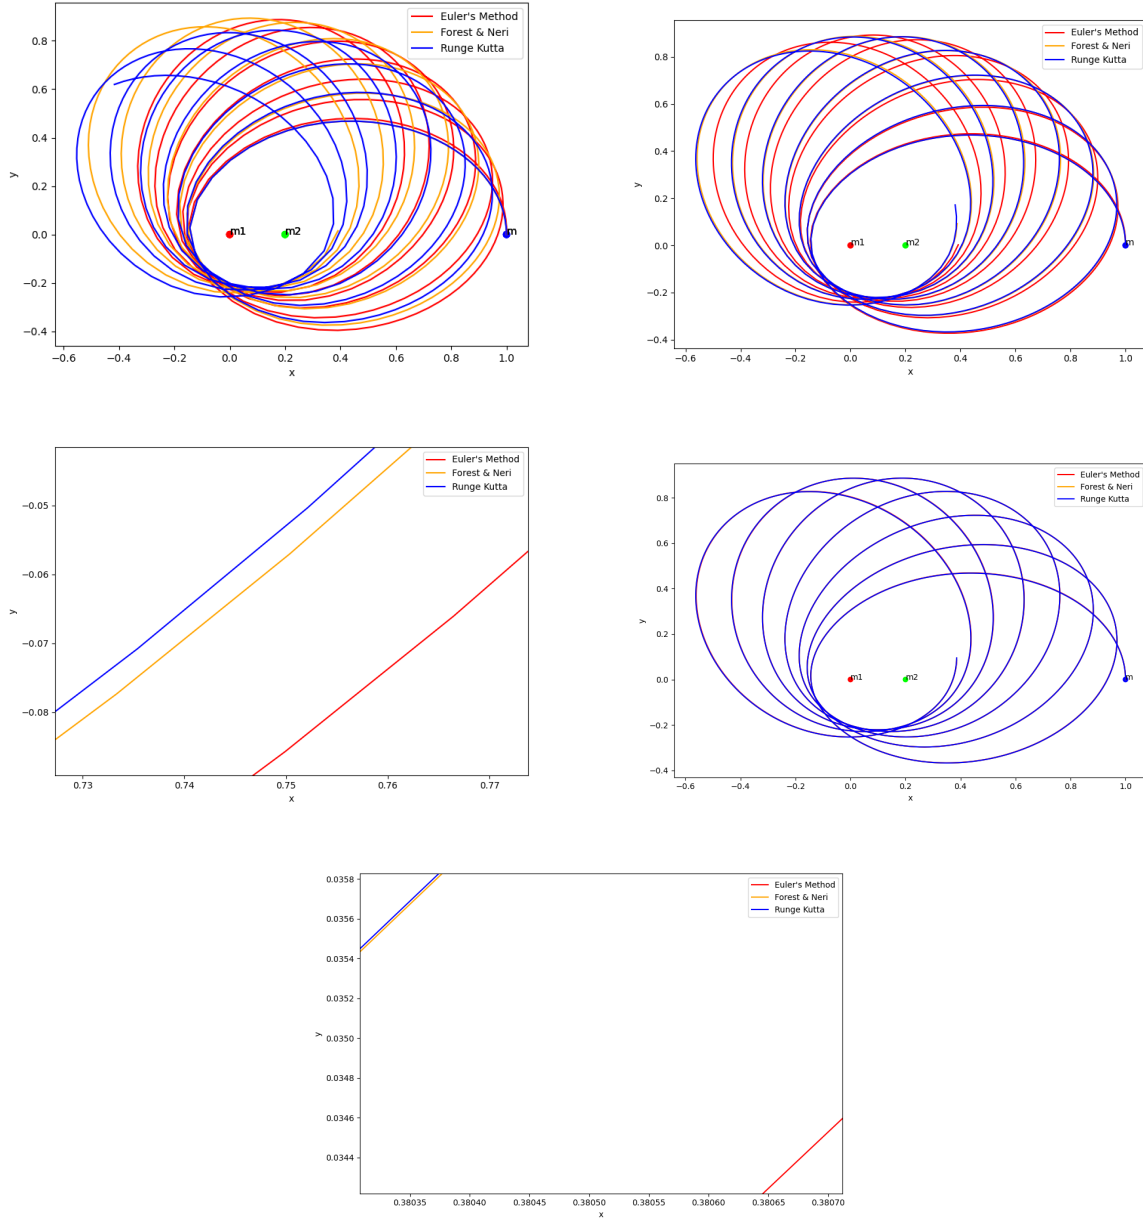 Euler's Method
Forest & Neri
Runge Kutta
0.8
0.6
0.4
0.2
0.0
−0.2
−0.4
y
m1
m2
m
−0.6 −0.4 −0.2 0.0 0.2 0.4 0.6 0.8 1.0
x
Euler's Method
Forest & Neri
Runge Kutta
0.8
0.6
0.4
0.2
0.0
−0.2
−0.4
y
m1
m2
m
−0.6 −0.4 −0.2 0.0 0.2 0.4 0.6 0.8 1.0
x
Euler's Method
Forest & Neri
Runge Kutta
−0.05
−0.06
−0.07
−0.08
y
0.73 0.74 0.75 0.76 0.77
x
Euler's Method
Forest & Neri
Runge Kutta
0.8
0.6
0.4
0.2
0.0
−0.2
−0.4
y
m1
m2
m
−0.6 −0.4 −0.2 0.0 0.2 0.4 0.6 0.8 1.0
x
Euler's Method
Forest & Neri
Runge Kutta
0.0358
0.0356
0.0354
0.0352
0.0350
0.0348
0.0346
0.0344
y
0.38035 0.38040 0.38045 0.38050 0.38055 0.38060 0.38065 0.38070
x